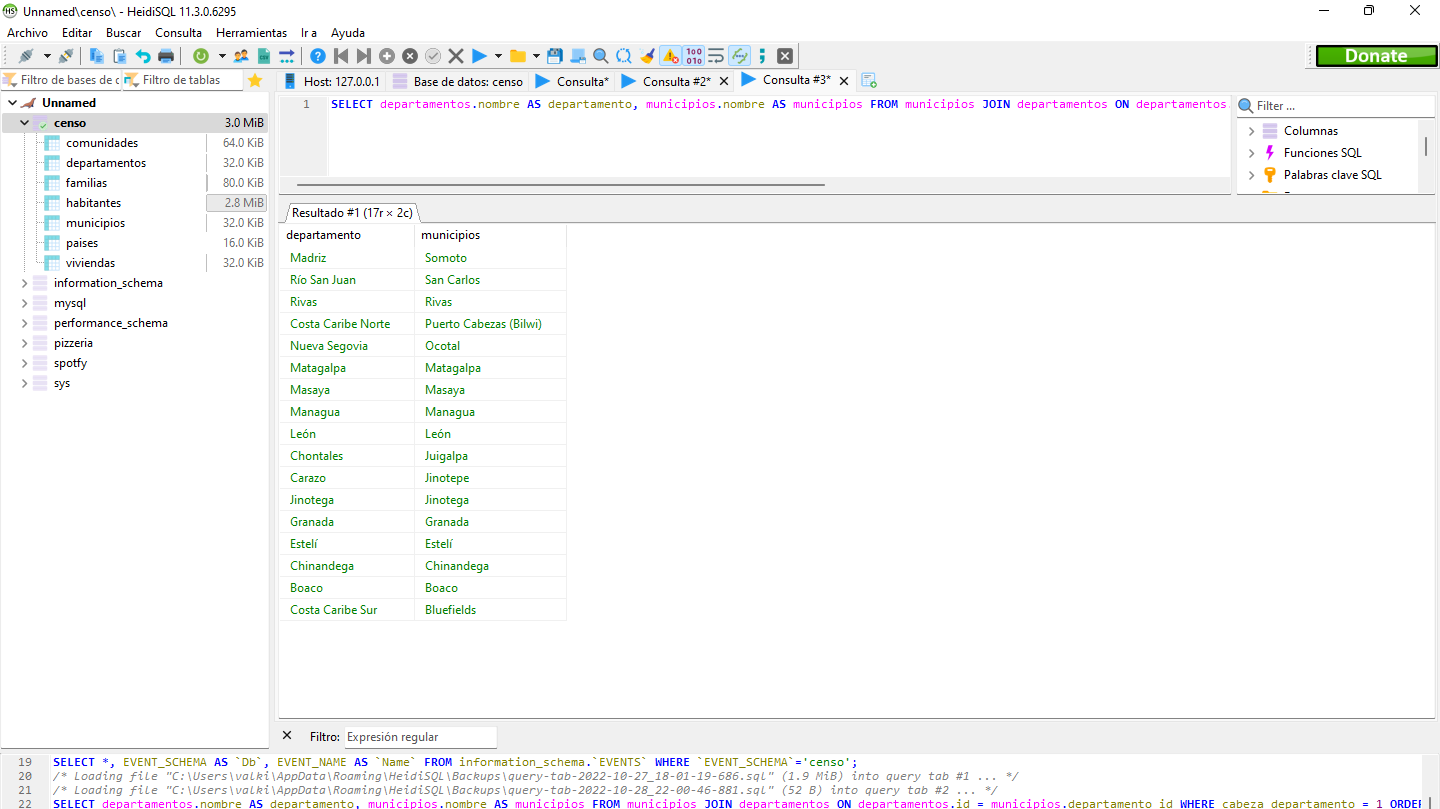 Unnamed\censo\ - HeidiSQL 11.3.0.6295
Archivo Editar Buscar Consulta Herramientas Ir a Ayuda
Donate
Filtro de bases de d Filtro de tablas
Host: 127.0.0.1 Base de datos: censo Consulta* Consulta #2* Consulta #3*
Unnamed
censo 3.0 MiB
comunidades 64.0 KiB
departamentos 32.0 KiB
familias 80.0 KiB
habitantes 2.8 MiB
municipios 32.0 KiB
paises 16.0 KiB
viviendas 32.0 KiB
information_schema
mysql
performance_schema
pizzeria
spotfy
sys
1 SELECT departamentos.nombre AS departamento, municipios.nombre AS municipios FROM municipios JOIN departamentos ON departamentos.
Filter ...
Columnas
Funciones SQL
Palabras clave SQL
Resultado #1 (17r × 2c)
departamento municipios
Madriz Somoto
Río San Juan San Carlos
Rivas Rivas
Costa Caribe Norte Puerto Cabezas (Bilwi)
Nueva Segovia Ocotal
Matagalpa Matagalpa
Masaya Masaya
Managua Managua
León León
Chontales Juigalpa
Carazo Jinotepe
Jinotega Jinotega
Granada Granada
Estelí Estelí
Chinandega Chinandega
Boaco Boaco
Costa Caribe Sur Bluefields
Filtro: Expresión regular
19 SELECT *, EVENT_SCHEMA AS `Db`, EVENT_NAME AS `Name` FROM information_schema.`EVENTS` WHERE `EVENT_SCHEMA`='censo';
20 /* Loading file "C:\Users\valki\AppData\Roaming\HeidiSQL\Backups\query-tab-2022-10-27_18-01-19-686.sql" (1.9 MiB) into query tab #1 ... */
21 /* Loading file "C:\Users\valki\AppData\Roaming\HeidiSQL\Backups\query-tab-2022-10-28_22-00-46-881.sql" (52 B) into query tab #2 ... */
22 SELECT departamentos.nombre AS departamento, municipios.nombre AS municipios FROM municipios JOIN departamentos ON departamentos.id = municipios.departamento_id WHERE cabeza_departamento = 1 ORDER